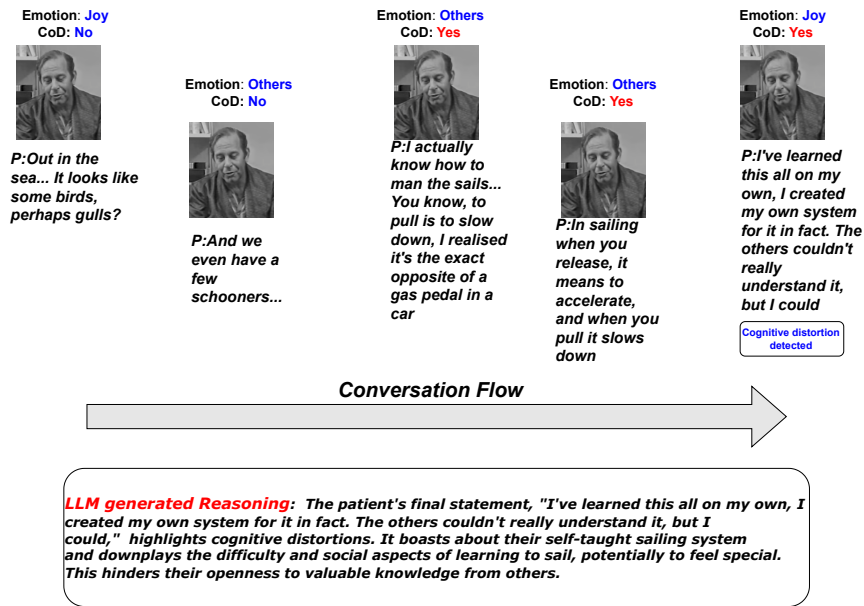 Emotion: Joy
CoD: No
P:Out in the
sea... It looks like
some birds,
perhaps gulls?
Emotion: Others
CoD: No
P:And we
even have a
few
schooners...
Emotion: Others
CoD: Yes
P:I actually
know how to
man the sails...
You know, to
pull is to slow
down, I realised
it's the exact
opposite of a
gas pedal in a
car
Emotion: Others
CoD: Yes
P:In sailing
when you
release, it
means to
accelerate,
and when you
pull it slows
down
Emotion: Joy
CoD: Yes
P:I've learned
this all on my
own, I created
my own system
for it in fact. The
others couldn't
really
understand it,
but I could
Cognitive distortion
detected
Conversation Flow
LLM generated Reasoning: The patient's final statement, "I've learned this all on my own, I
created my own system for it in fact. The others couldn't really understand it, but I
could," highlights cognitive distortions. It boasts about their self-taught sailing system
and downplays the difficulty and social aspects of learning to sail, potentially to feel special.
This hinders their openness to valuable knowledge from others.